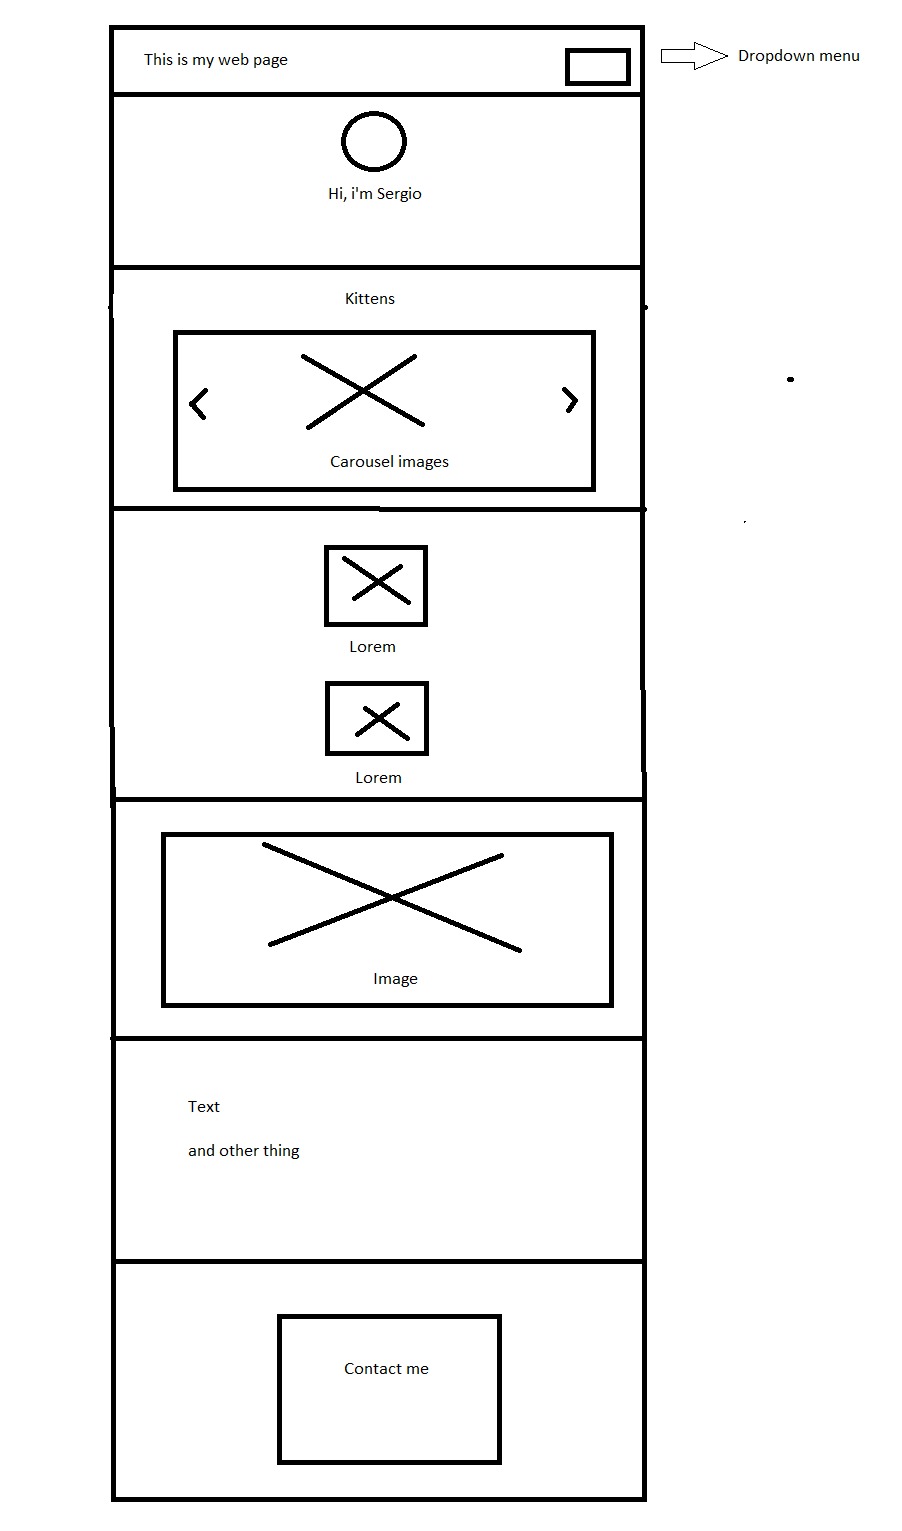 This is my web page
Dropdown menu
Hi, i'm Sergio
Kittens
Carousel images
Lorem
Lorem
Image
Text
and other thing
Contact me